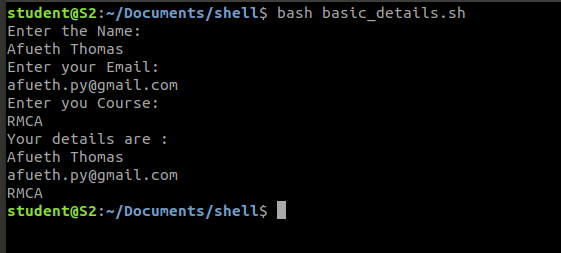 student@S2:~/Documents/shell$ bash basic_details.sh
Enter the Name:
Afueth Thomas
Enter your Email:
afueth.py@gmail.com
Enter you Course:
RMCA
Your details are :
Afueth Thomas
afueth.py@gmail.com
RMCA
student@S2:~/Documents/shell$